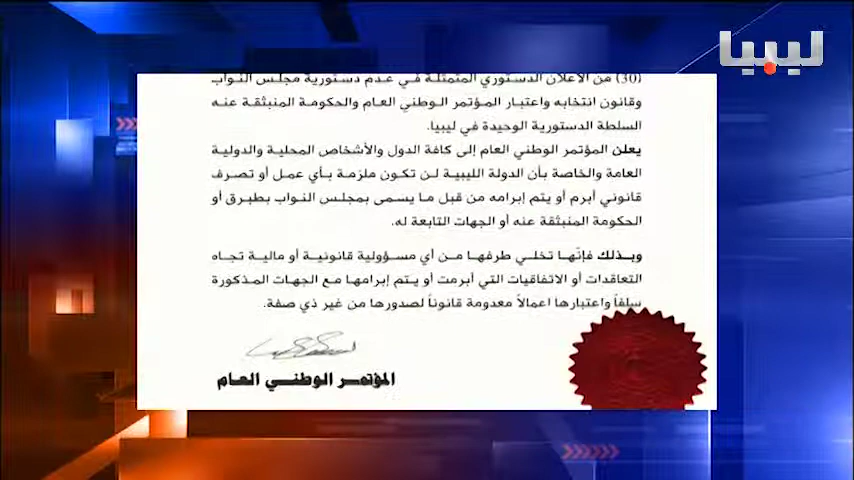 ليبيا
(30) من الاعلان الدستوري المتمثلة في عدم دستورية مجلس النواب
وقانون انتخابه واعتبار المؤتمر الوطني العام والحكومة المنبثقة عنه
السلطة الدستورية الوحيدة في ليبيا.
يعلن المؤتمر الوطني العام إلى كافة الدول والأشخاص المحلية والدولية
العامة والخاصة بأن الدولة الليبية لن تكون ملزمة بأي عمل أو تصرف
قانوني أبرم أو يتم إبرامه من قبل ما يسمى بمجلس النواب بطبرق أو
الحكومة المنبثقة عنه أو الجهات التابعة له.
وبذلك فإنّها تخلي طرفها من أي مسؤولية قانونية أو مالية تجاه
التعاقدات أو الاتفاقيات التي أبرمت أو يتم إبرامها مع الجهات المذكورة
سلفاً واعتبارها اعمالاً معدومة قانوناً لصدورها من غير ذي صفة.
المؤتمر الوطني العام